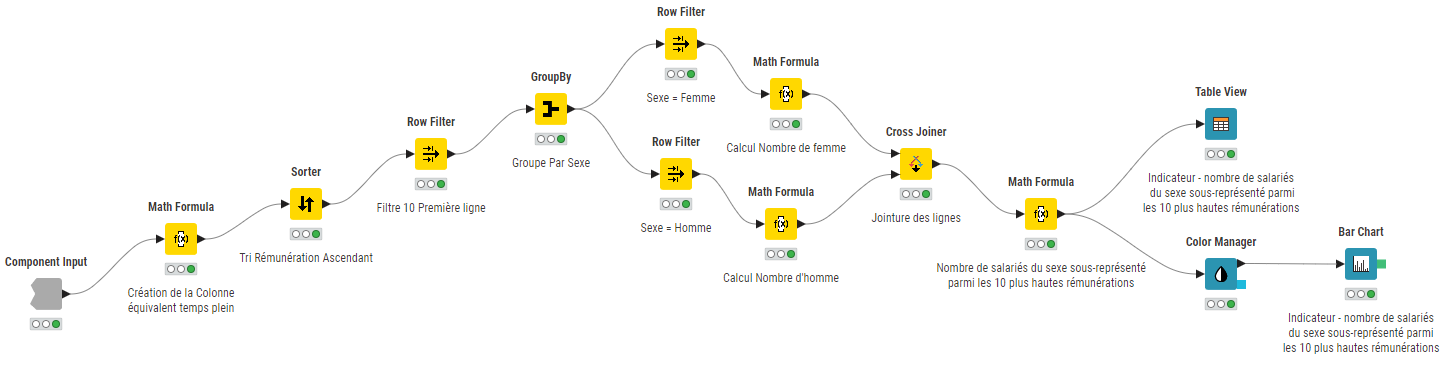 Component Input
Math Formula
f(x)
Création de la Colonne
équivalent temps plein
Sorter
Tri Rémunération Ascendant
Row Filter
Filtre 10 Première ligne
GroupBy
Groupe Par Sexe
Row Filter
Sexe = Femme
Math Formula
f(x)
Calcul Nombre de femme
Row Filter
Sexe = Homme
Math Formula
f(x)
Calcul Nombre d'homme
Cross Joiner
Jointure des lignes
Math Formula
f(x)
Nombre de salariés du sexe sous-représenté
parmi les 10 plus hautes rémunérations
Table View
Indicateur - nombre de salariés
du sexe sous-représenté parmi
les 10 plus hautes rémunérations
Color Manager
Bar Chart
Indicateur - nombre de salariés
du sexe sous-représenté parmi
les 10 plus hautes rémunérations